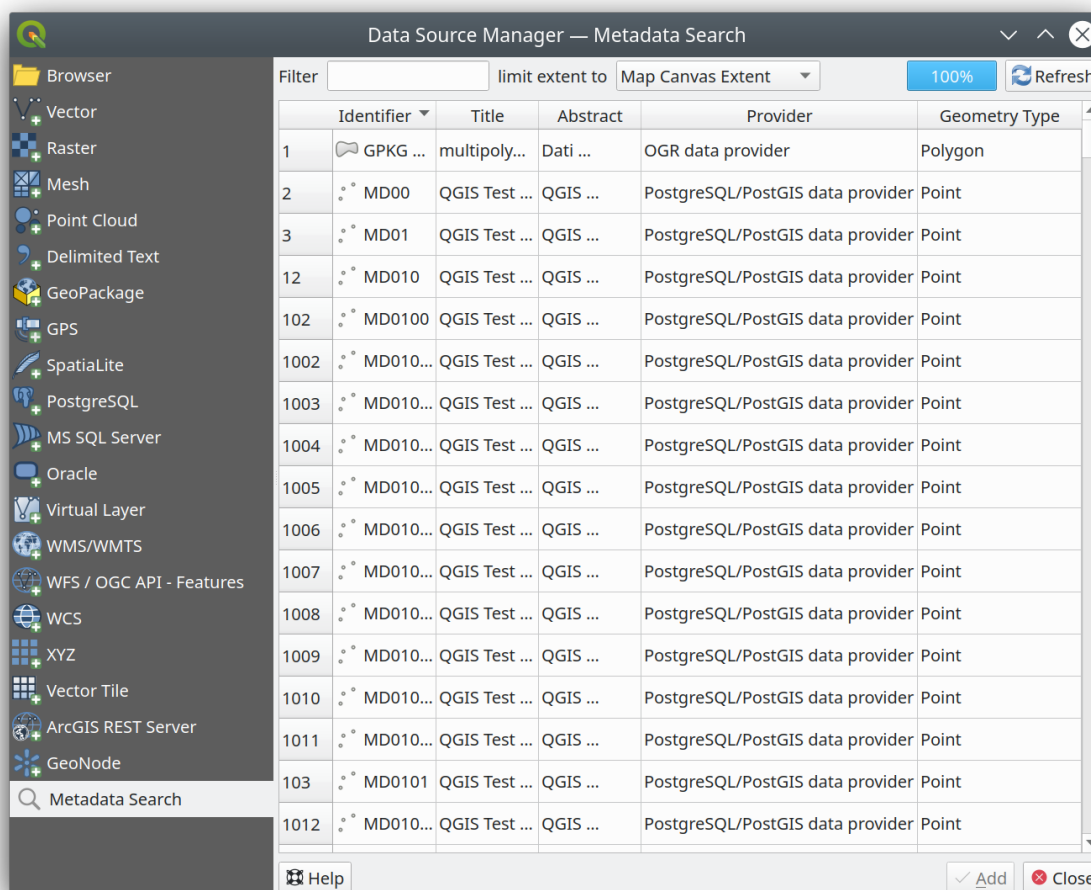 Data Source Manager — Metadata Search
Browser
Vector
Raster
Mesh
Point Cloud
Delimited Text
GeoPackage
GPS
SpatiaLite
PostgreSQL
MS SQL Server
Oracle
Virtual Layer
WMS/WMTS
WFS / OGC API - Features
WCS
XYZ
Vector Tile
ArcGIS REST Server
GeoNode
Metadata Search
Filter limit extent to Map Canvas Extent 100% Refresh
Identifier Title Abstract Provider Geometry Type
1 GPKG ... multipoly... Dati ... OGR data provider Polygon
2 MD00 QGIS Test ... QGIS ... PostgreSQL/PostGIS data provider Point
3 MD01 QGIS Test ... QGIS ... PostgreSQL/PostGIS data provider Point
12 MD010 QGIS Test ... QGIS ... PostgreSQL/PostGIS data provider Point
102 MD0100 QGIS Test ... QGIS ... PostgreSQL/PostGIS data provider Point
1002 MD010... QGIS Test ... QGIS ... PostgreSQL/PostGIS data provider Point
1003 MD010... QGIS Test ... QGIS ... PostgreSQL/PostGIS data provider Point
1004 MD010... QGIS Test ... QGIS ... PostgreSQL/PostGIS data provider Point
1005 MD010... QGIS Test ... QGIS ... PostgreSQL/PostGIS data provider Point
1006 MD010... QGIS Test ... QGIS ... PostgreSQL/PostGIS data provider Point
1007 MD010... QGIS Test ... QGIS ... PostgreSQL/PostGIS data provider Point
1008 MD010... QGIS Test ... QGIS ... PostgreSQL/PostGIS data provider Point
1009 MD010... QGIS Test ... QGIS ... PostgreSQL/PostGIS data provider Point
1010 MD010... QGIS Test ... QGIS ... PostgreSQL/PostGIS data provider Point
1011 MD010... QGIS Test ... QGIS ... PostgreSQL/PostGIS data provider Point
103 MD0101 QGIS Test ... QGIS ... PostgreSQL/PostGIS data provider Point
1012 MD010... QGIS Test ... QGIS ... PostgreSQL/PostGIS data provider Point
Help Add Close